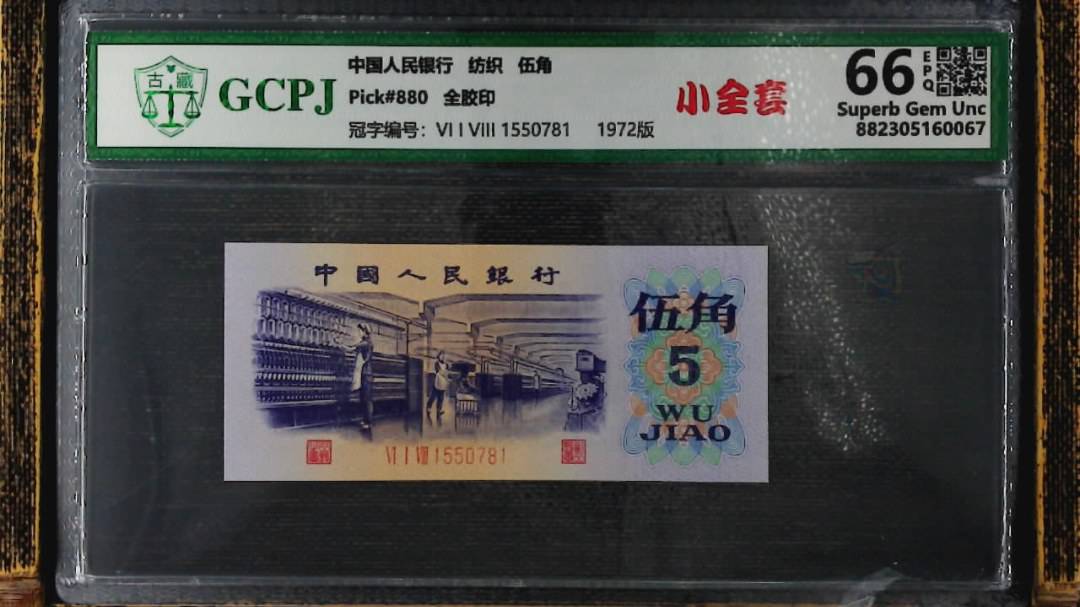 古藏
GCPJ
中国人民银行 纺织 伍角
Pick#880 全胶印
冠字编号：VI I VIII 1550781 1972版
小全套
66
EPQ
Superb Gem Unc
882305160067
中國人民銀行
伍角
5
WU
JIAO
VI I VIII 1550781